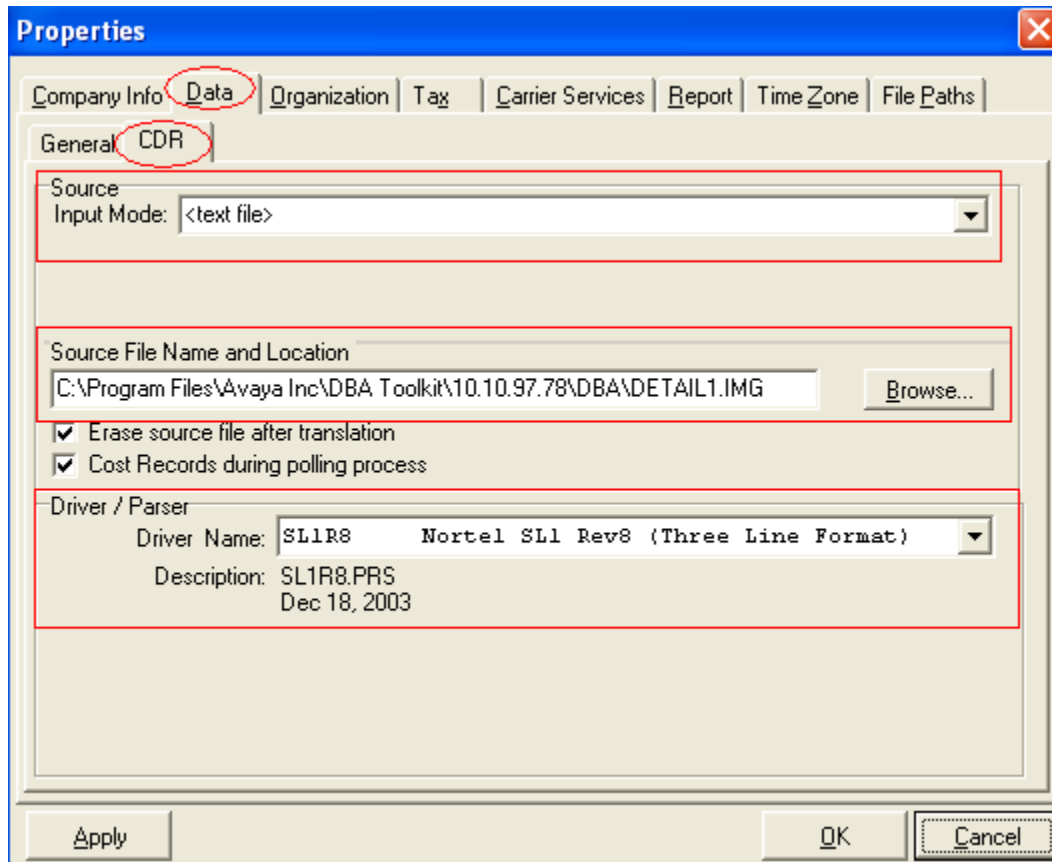 Properties
Company Info Data Organization Tax Carrier Services Report Time Zone File Paths
General CDR
Source
Input Mode: <text file>
Source File Name and Location
C:\Program Files\Avaya Inc\DBA Toolkit\10.10.97.78\DBA\DETAIL1.IMG Browse...
Erase source file after translation
Cost Records during polling process
Driver / Parser
Driver Name: SL1R8 Nortel SL1 Rev8 (Three Line Format)
Description: SL1R8.PRS
Dec 18, 2003
Apply OK Cancel